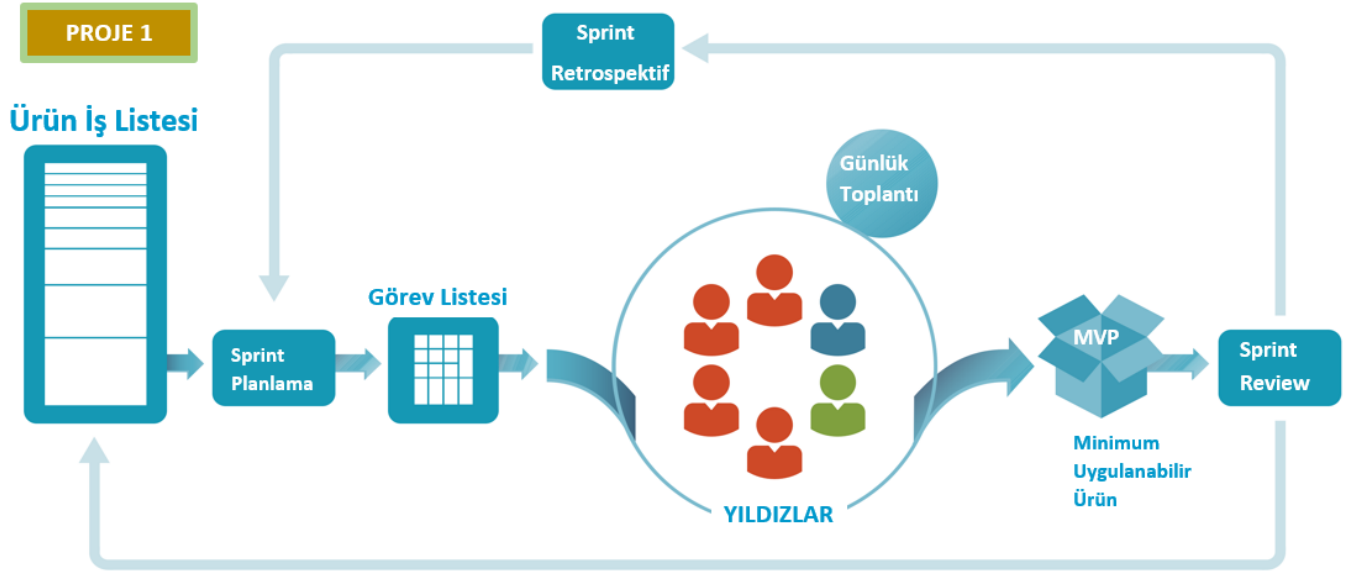 PROJE 1
Sprint
Retrospektif
Ürün İş Listesi
Günlük
Toplantı
Görev Listesi
Sprint
Planlama
MVP
Sprint
Review
Minimum
Uygulanabilir
Ürün
YILDIZLAR